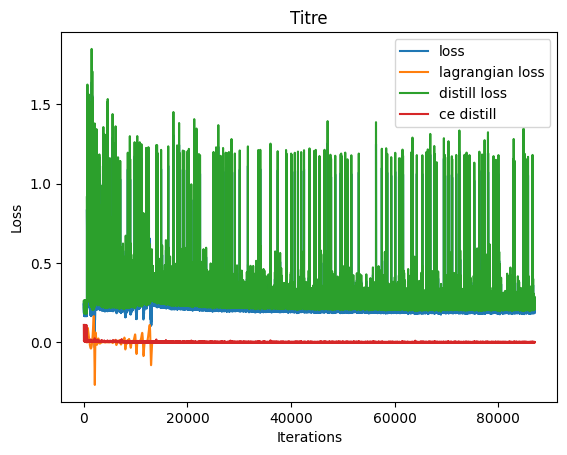 Titre
loss
lagrangian loss
distill loss
ce distill
Loss
1.5
1.0
0.5
0.0
0 20000 40000 60000 80000
Iterations